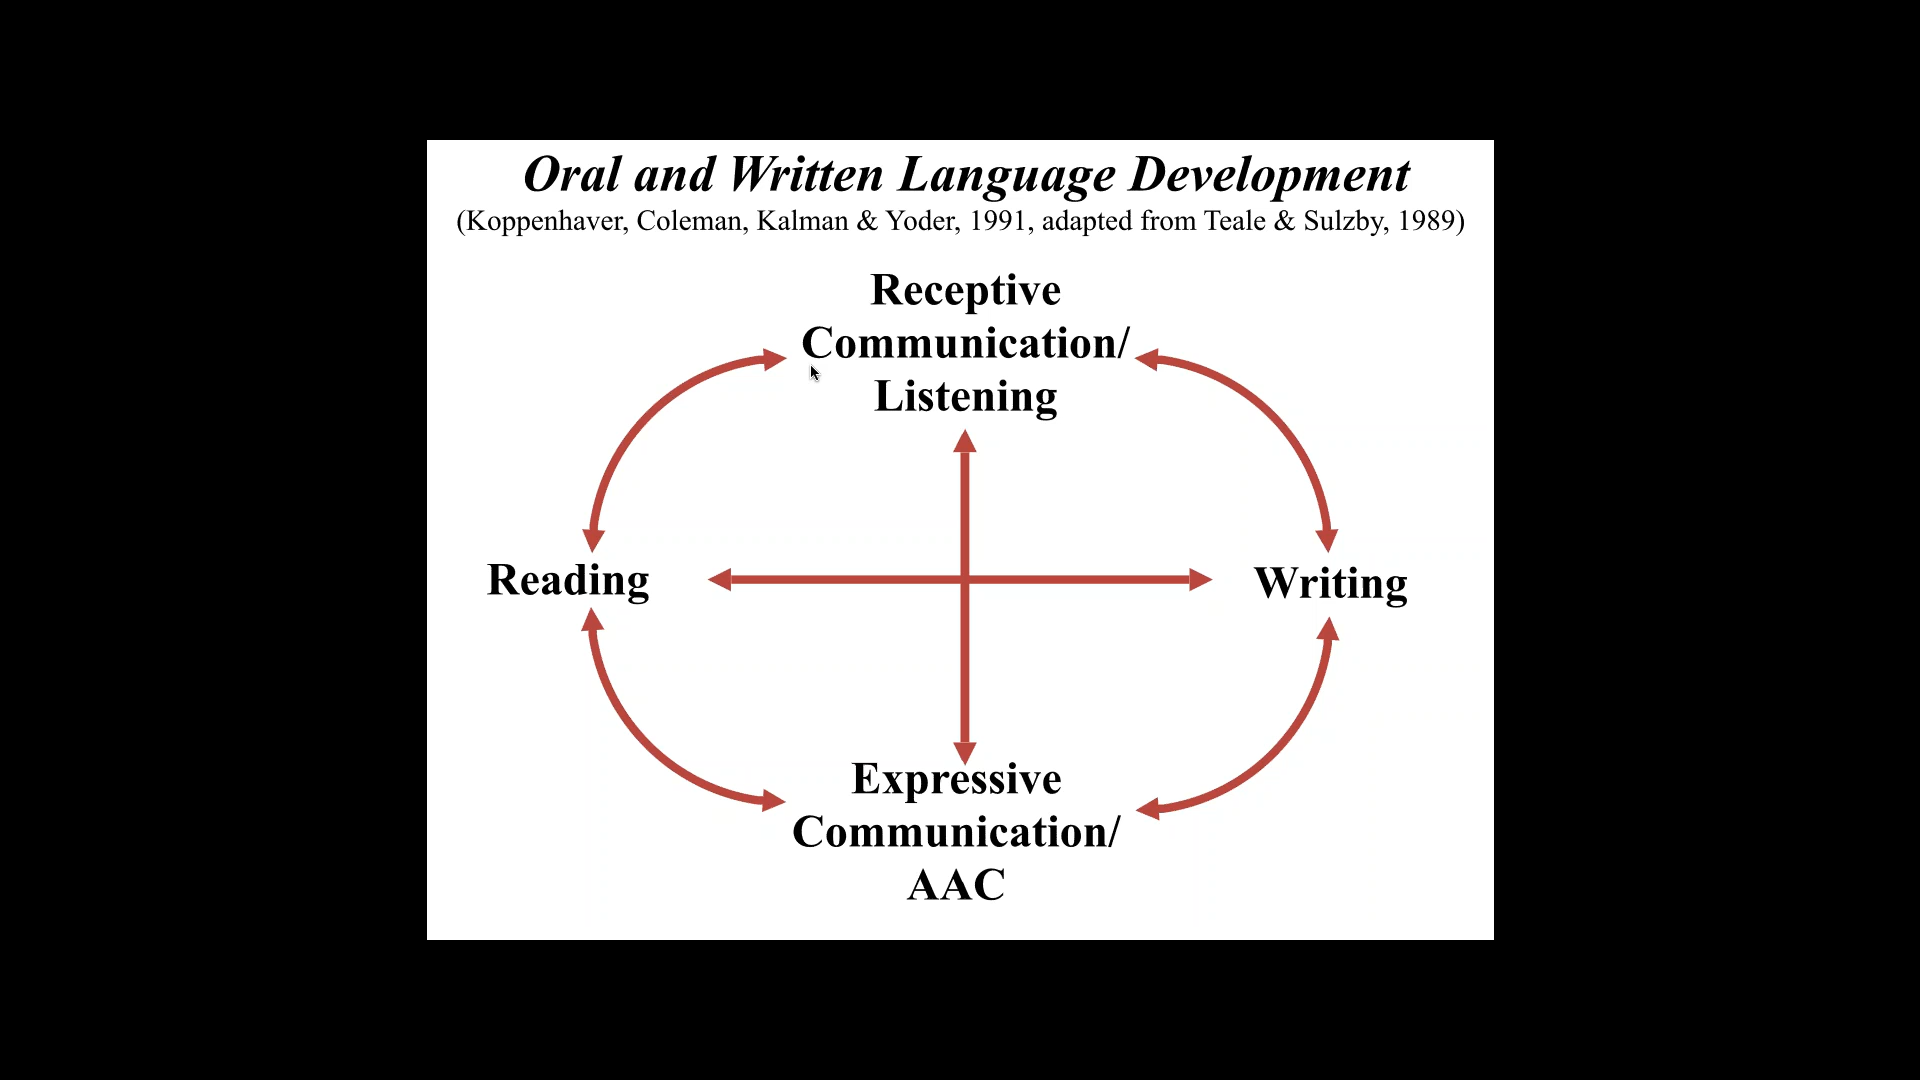 Oral and Written Language Development
(Koppenhaver, Coleman, Kalman & Yoder, 1991, adapted from Teale & Sulzby, 1989)
Receptive
Communication/
Listening
Reading
Writing
Expressive
Communication/
AAC